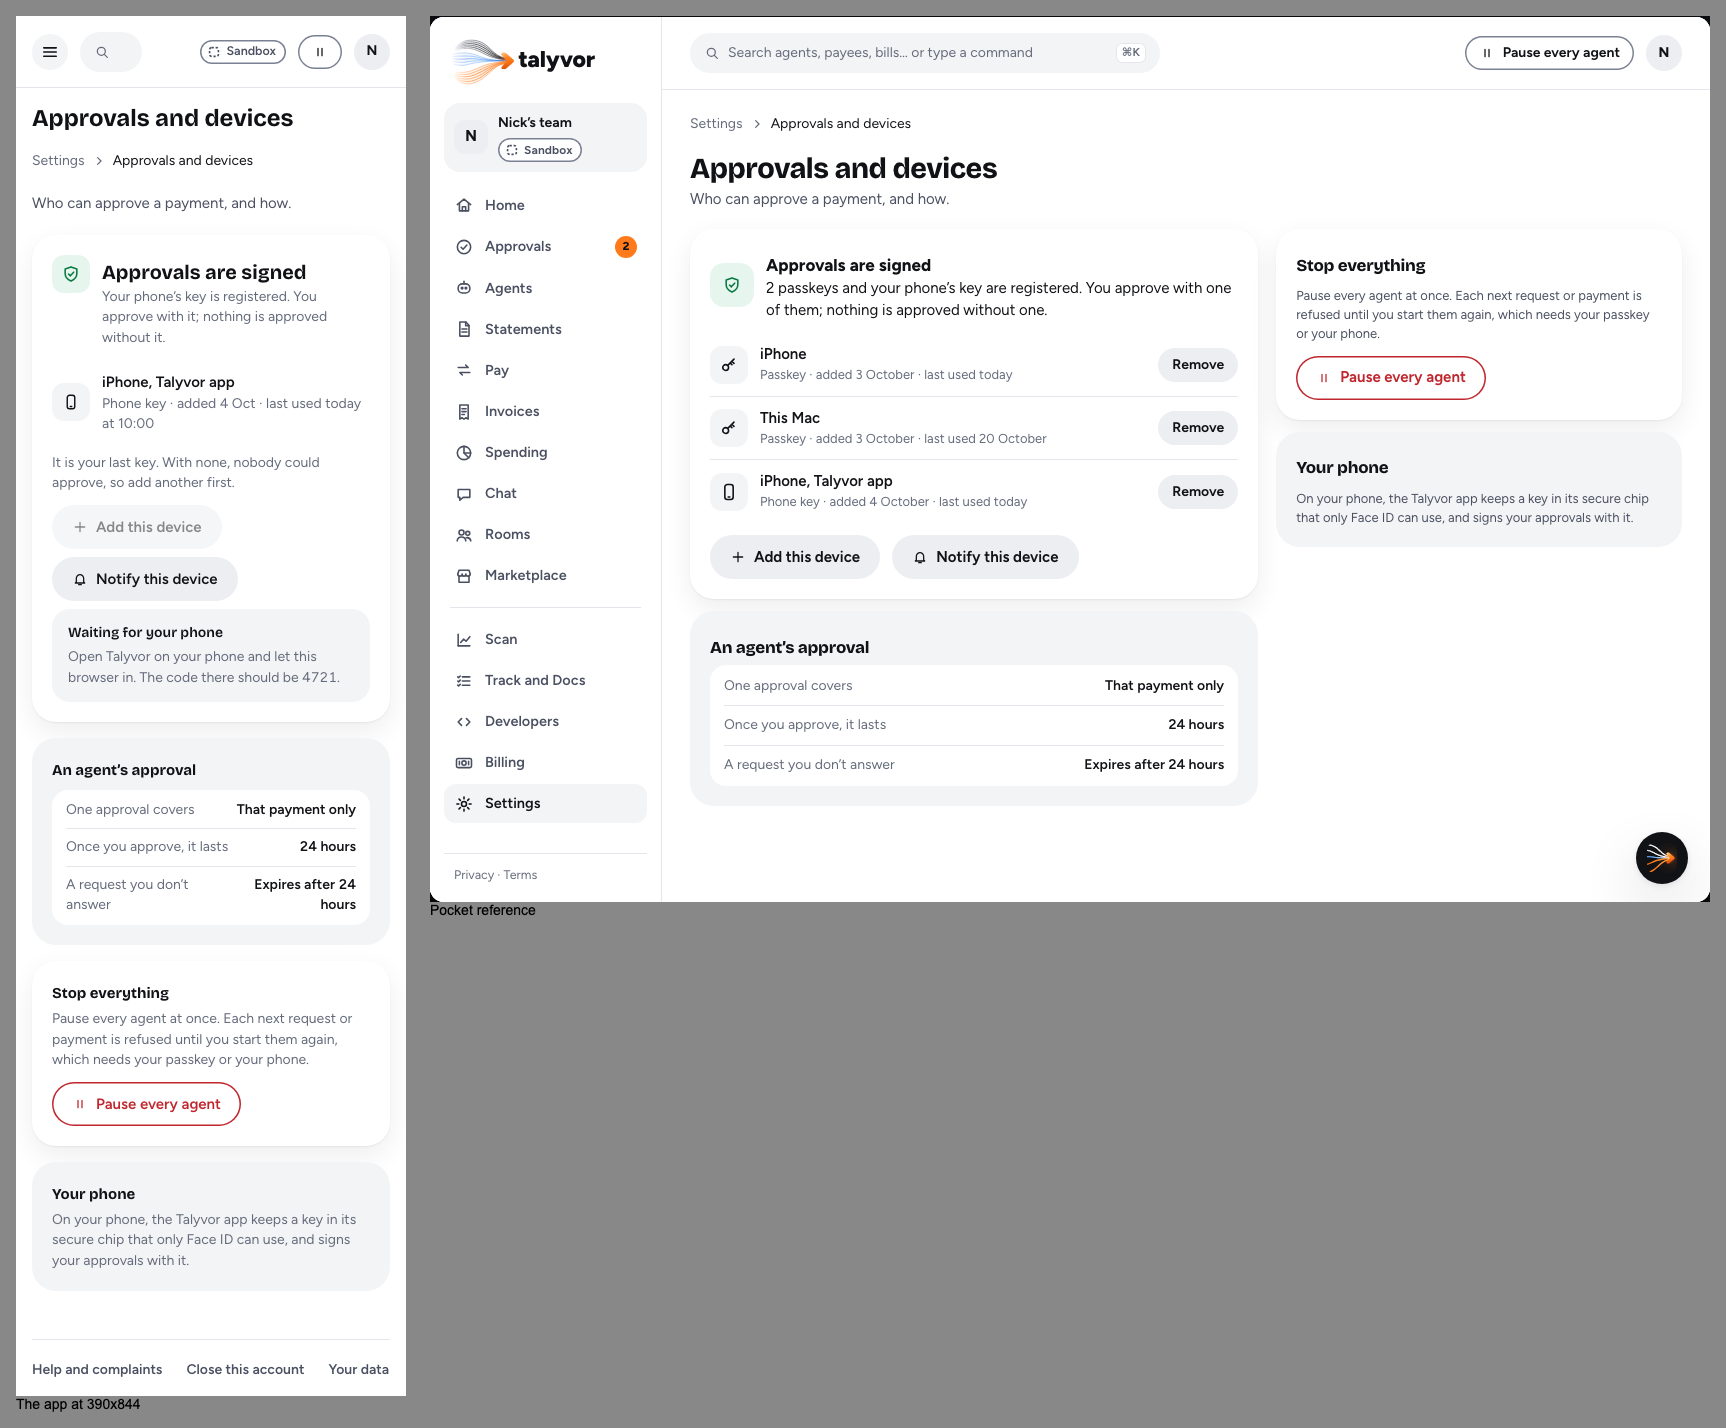 Sandbox
N
Approvals and devices
Settings > Approvals and devices
Who can approve a payment, and how.
Approvals are signed
Your phone’s key is registered. You
approve with it; nothing is approved
without it.
iPhone, Talyvor app
Phone key · added 4 Oct · last used today
at 10:00
It is your last key. With none, nobody could
approve, so add another first.
Add this device
Notify this device
Waiting for your phone
Open Talyvor on your phone and let this
browser in. The code there should be 4721.
An agent’s approval
One approval covers That payment only
Once you approve, it lasts 24 hours
A request you don’t
answer
Expires after 24
hours
Stop everything
Pause every agent at once. Each next request or
payment is refused until you start them again,
which needs your passkey or your phone.
Pause every agent
Your phone
On your phone, the Talyvor app keeps a key in its
secure chip that only Face ID can use, and signs
your approvals with it.
Help and complaints Close this account Your data
The app at 390x844
talyvor
N
Nick’s team
Sandbox
Home
Approvals 2
Agents
Statements
Pay
Invoices
Spending
Chat
Rooms
Marketplace
Scan
Track and Docs
Developers
Billing
Settings
Privacy · Terms
Search agents, payees, bills... or type a command ⌘K
Pause every agent
N
Settings > Approvals and devices
Approvals and devices
Who can approve a payment, and how.
Approvals are signed
2 passkeys and your phone’s key are registered. You approve with one
of them; nothing is approved without one.
iPhone
Passkey · added 3 October · last used today
Remove
This Mac
Passkey · added 3 October · last used 20 October
Remove
iPhone, Talyvor app
Phone key · added 4 October · last used today
Remove
Add this device
Notify this device
An agent’s approval
One approval covers That payment only
Once you approve, it lasts 24 hours
A request you don’t answer Expires after 24 hours
Stop everything
Pause every agent at once. Each next request or payment is
refused until you start them again, which needs your passkey
or your phone.
Pause every agent
Your phone
On your phone, the Talyvor app keeps a key in its secure chip
that only Face ID can use, and signs your approvals with it.
Pocket reference